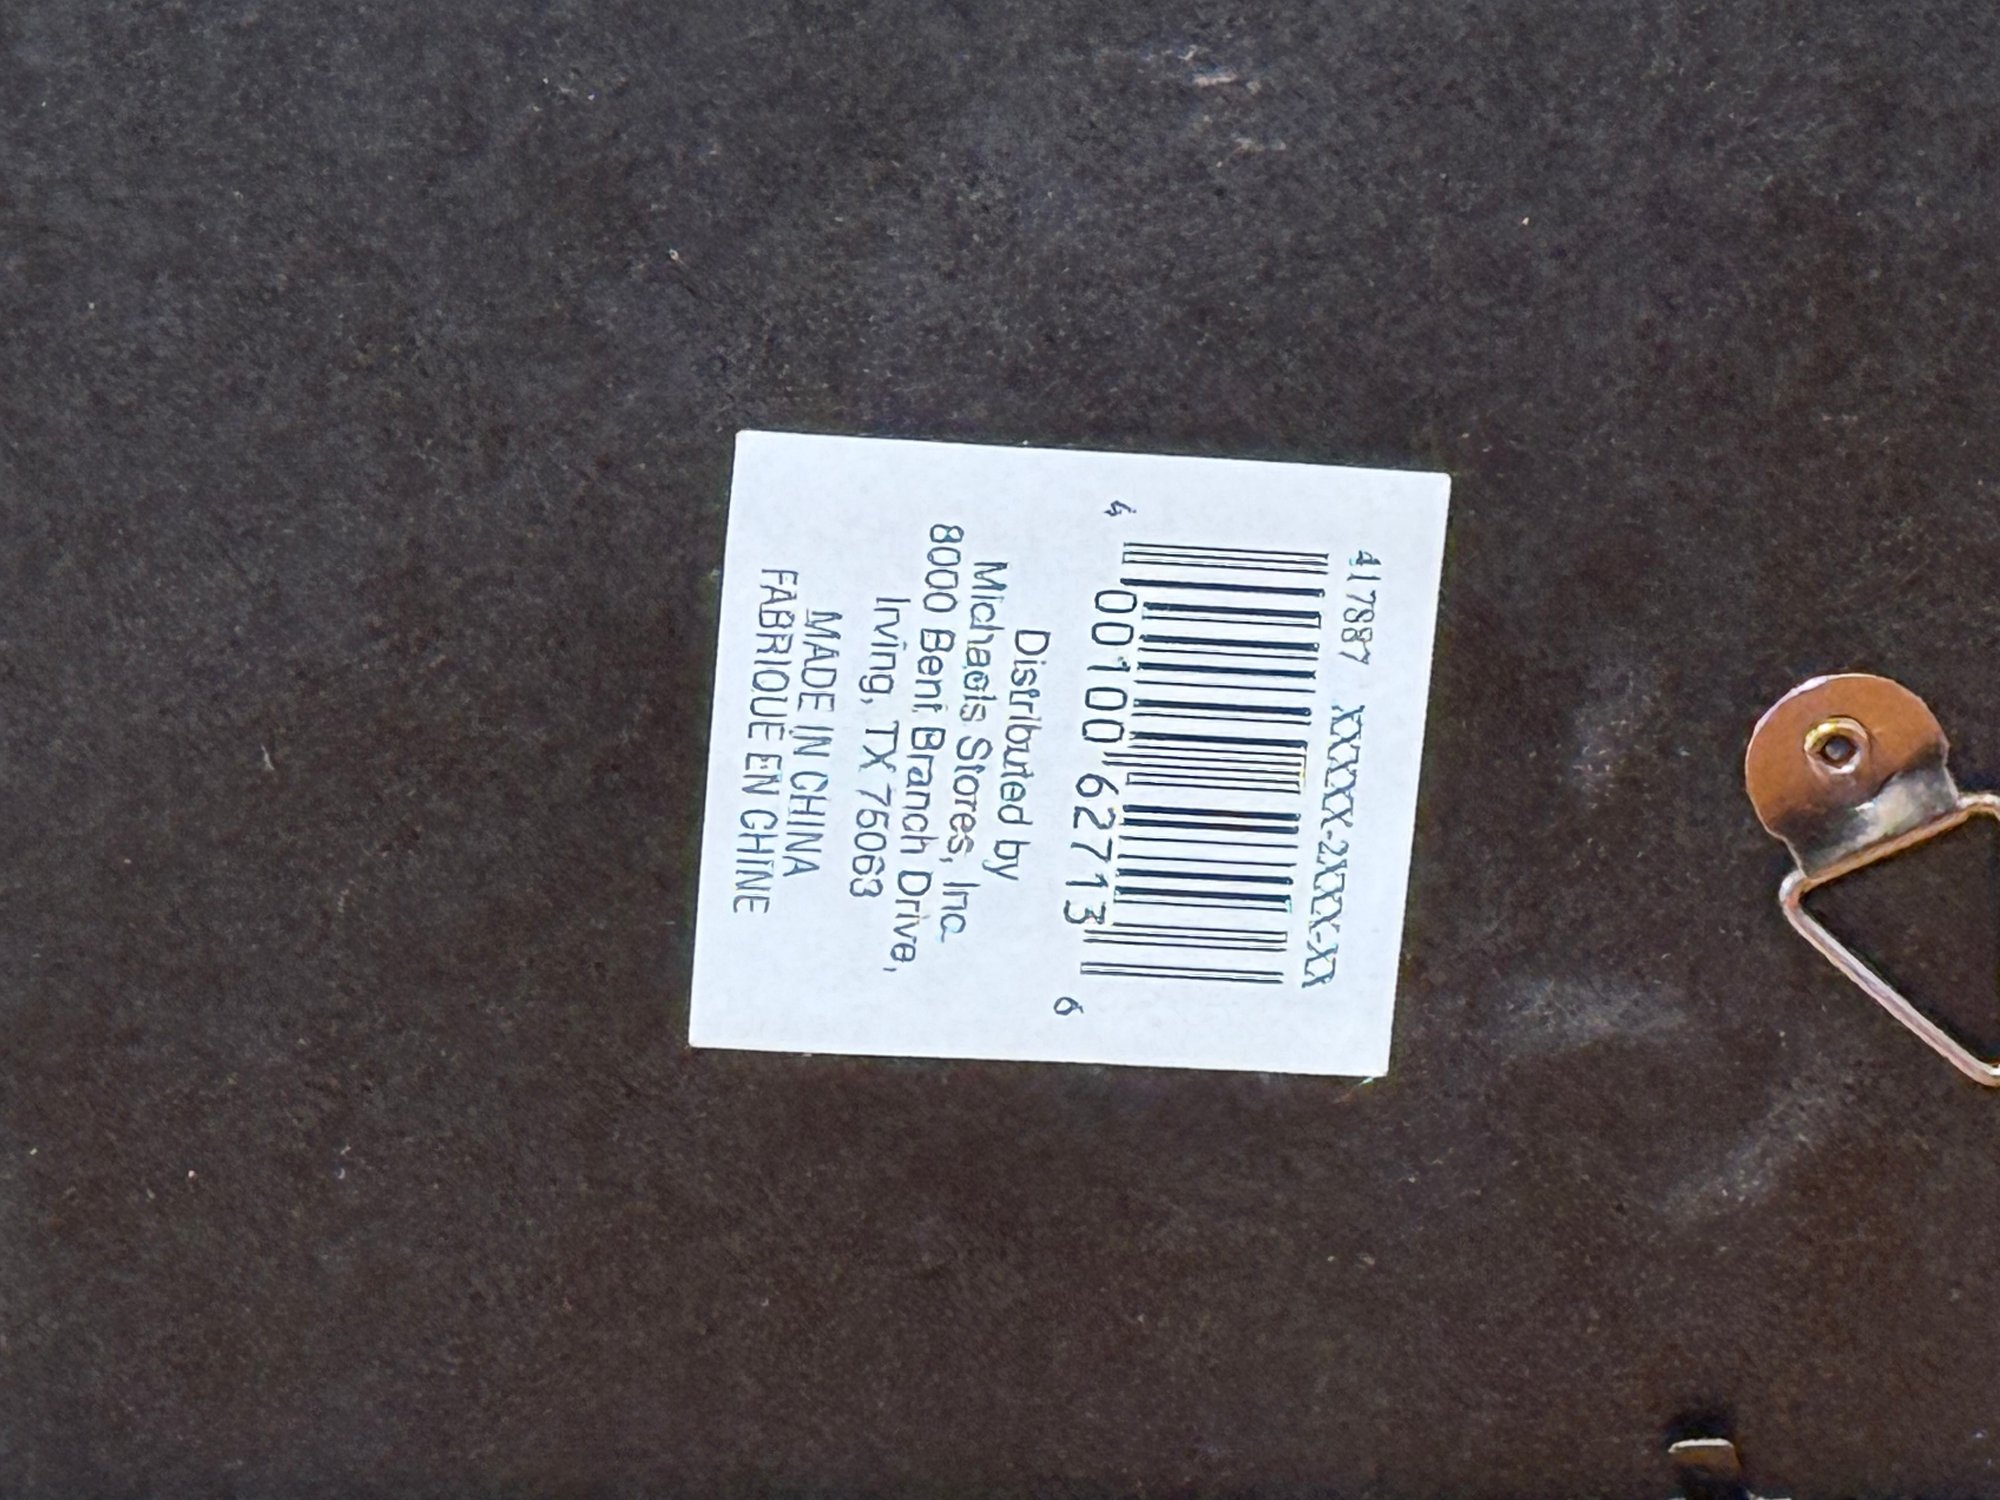 417887 XXXXX-2XXX-XX
4 00100 62713 6
Distributed by
Michaels Stores, Inc.
8000 Bent Branch Drive,
Irving, TX 75063
MADE IN CHINA
FABRIQUE EN CHINE